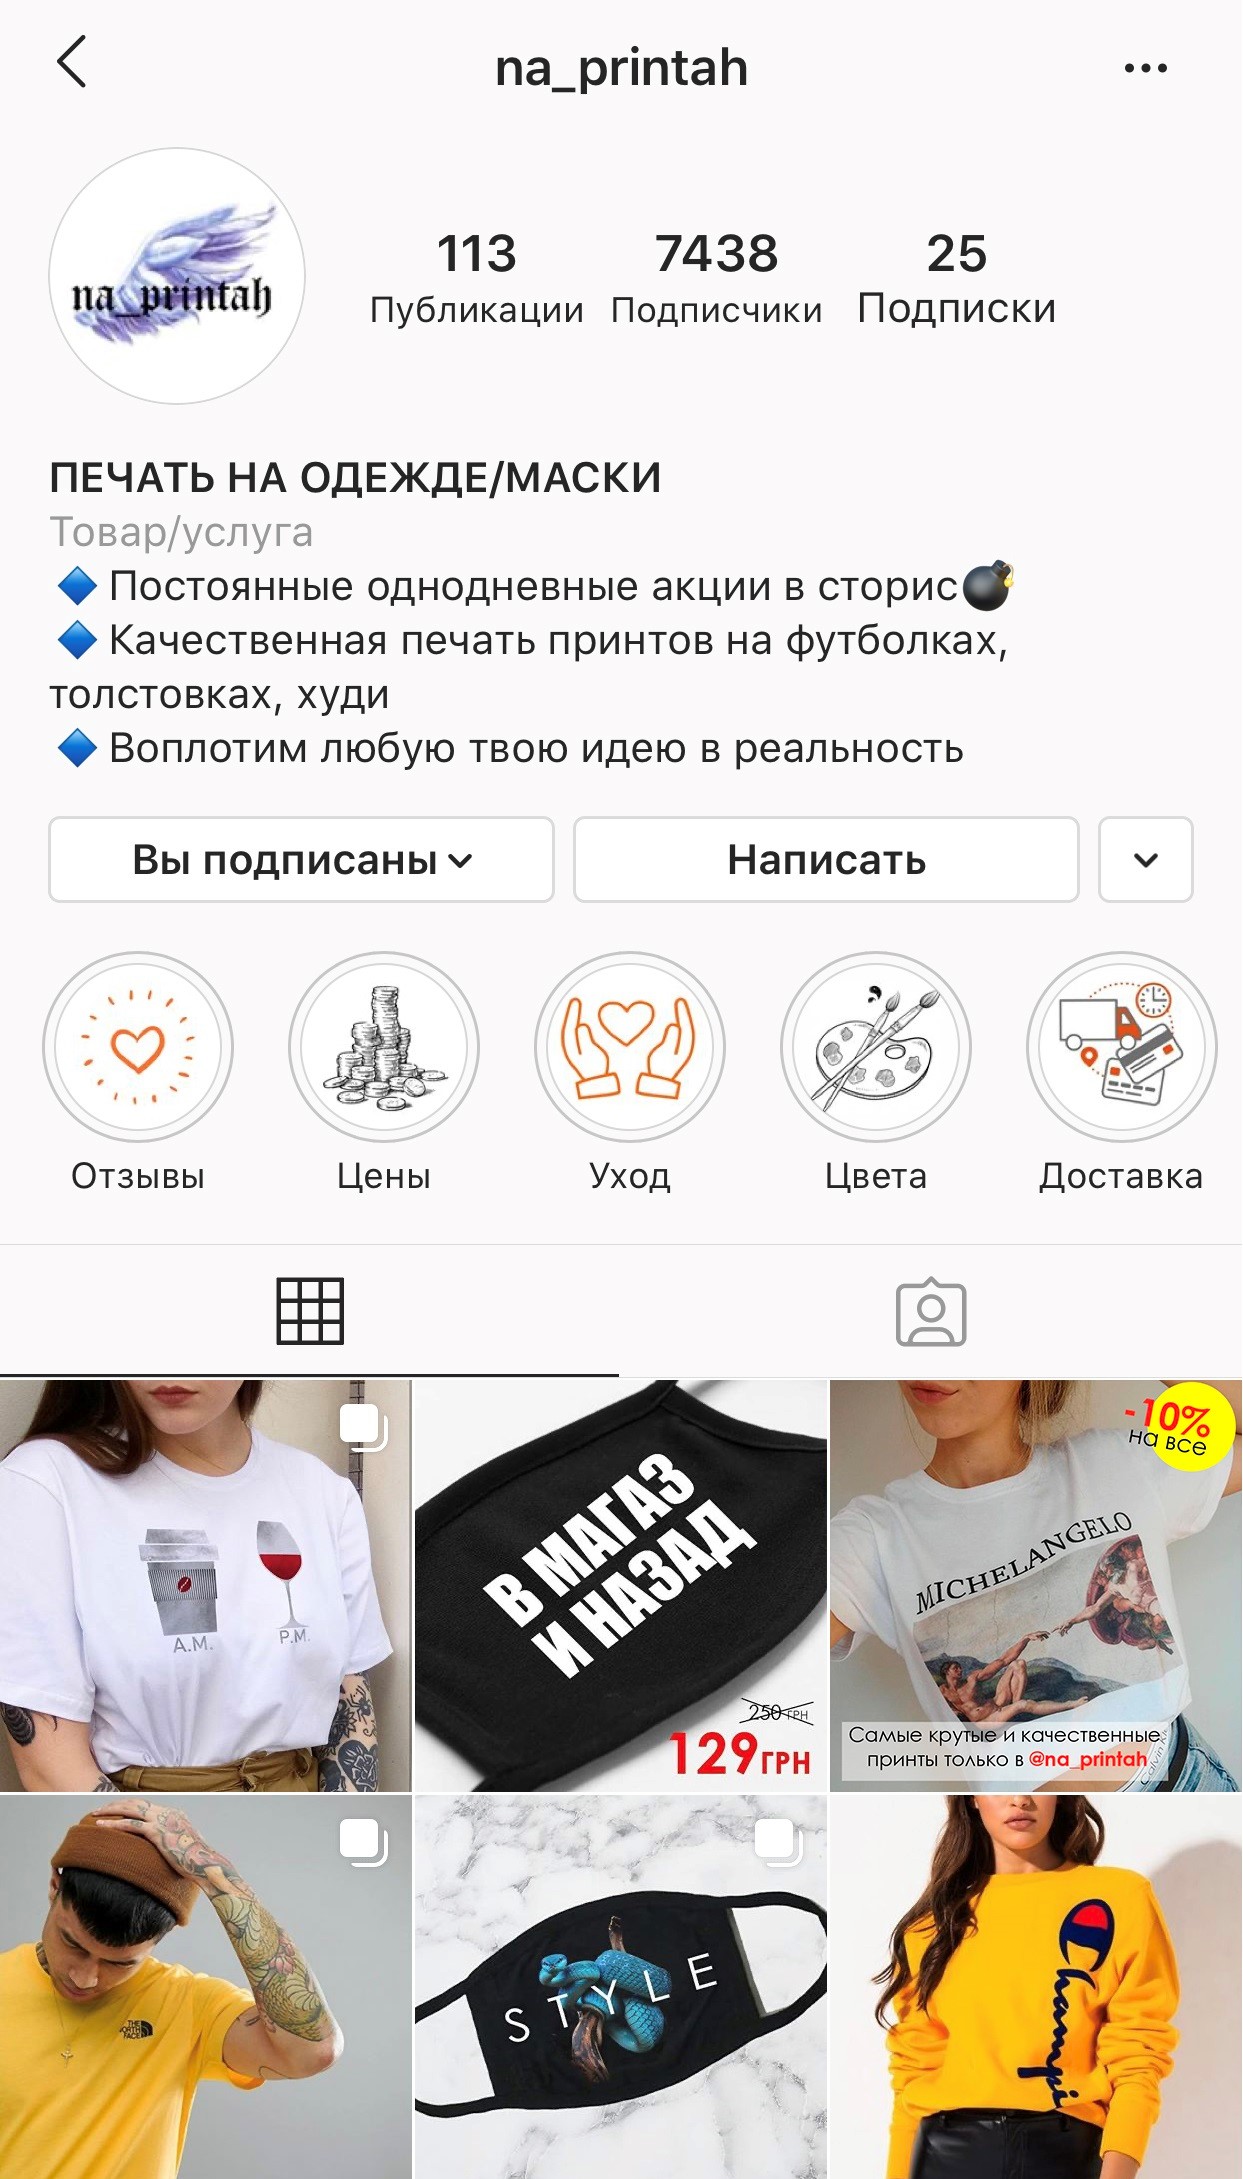 na_printah
na_printah
113
7438
25
Публикации
Подписчики
Подписки
ПЕЧАТЬ НА ОДЕЖДЕ/МАСКИ
Товар/услуга
🔷 Постоянные однодневные акции в сторис💣
🔷 Качественная печать принтов на футболках,
толстовках, худи
🔷 Воплотим любую твою идею в реальность
Вы подписаны
Написать
Отзывы
Цены
Уход
Цвета
Доставка
A.M.
P.M.
В МАГАЗ
И НАЗАД
250 ГРН
129ГРН
-10%
на все
MICHELANGELO
Самые крутые и качественные
принты только в @na_printah
Calvin K
THE
NORTH
FACE
STYLE
Champi